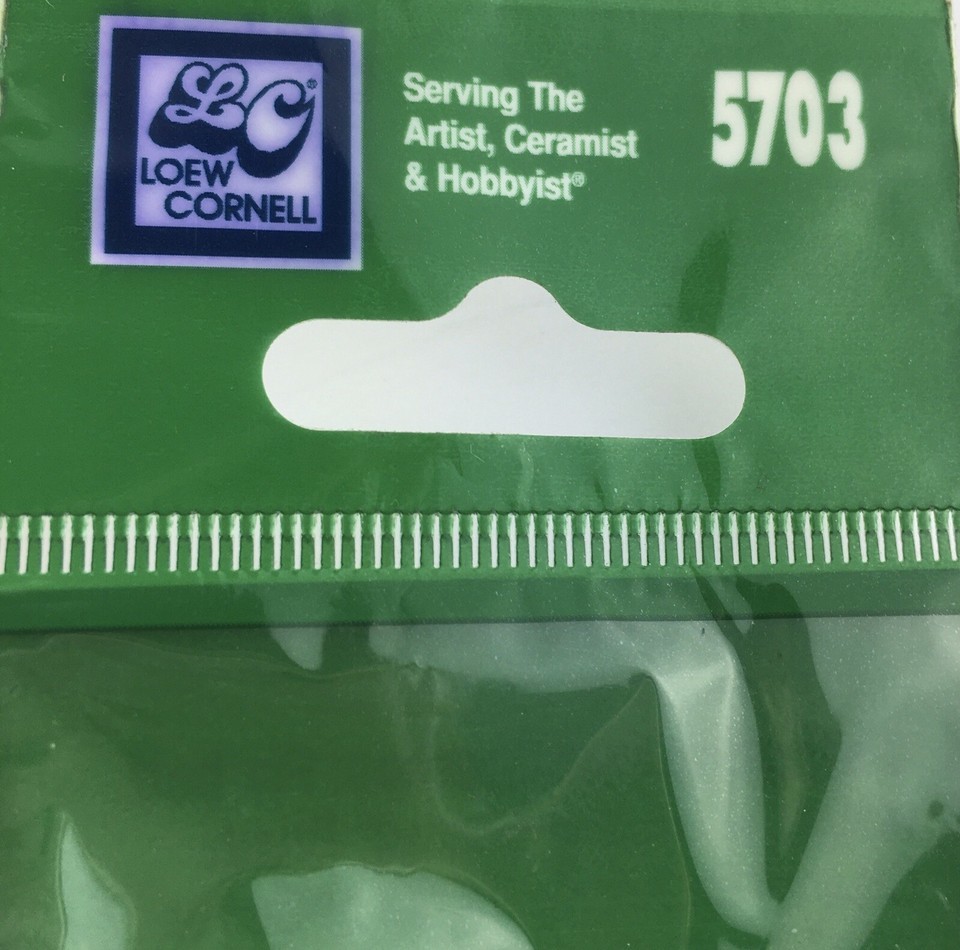 LC®
LOEW
CORNELL
Serving The
Artist, Ceramist
& Hobbyist®
5703